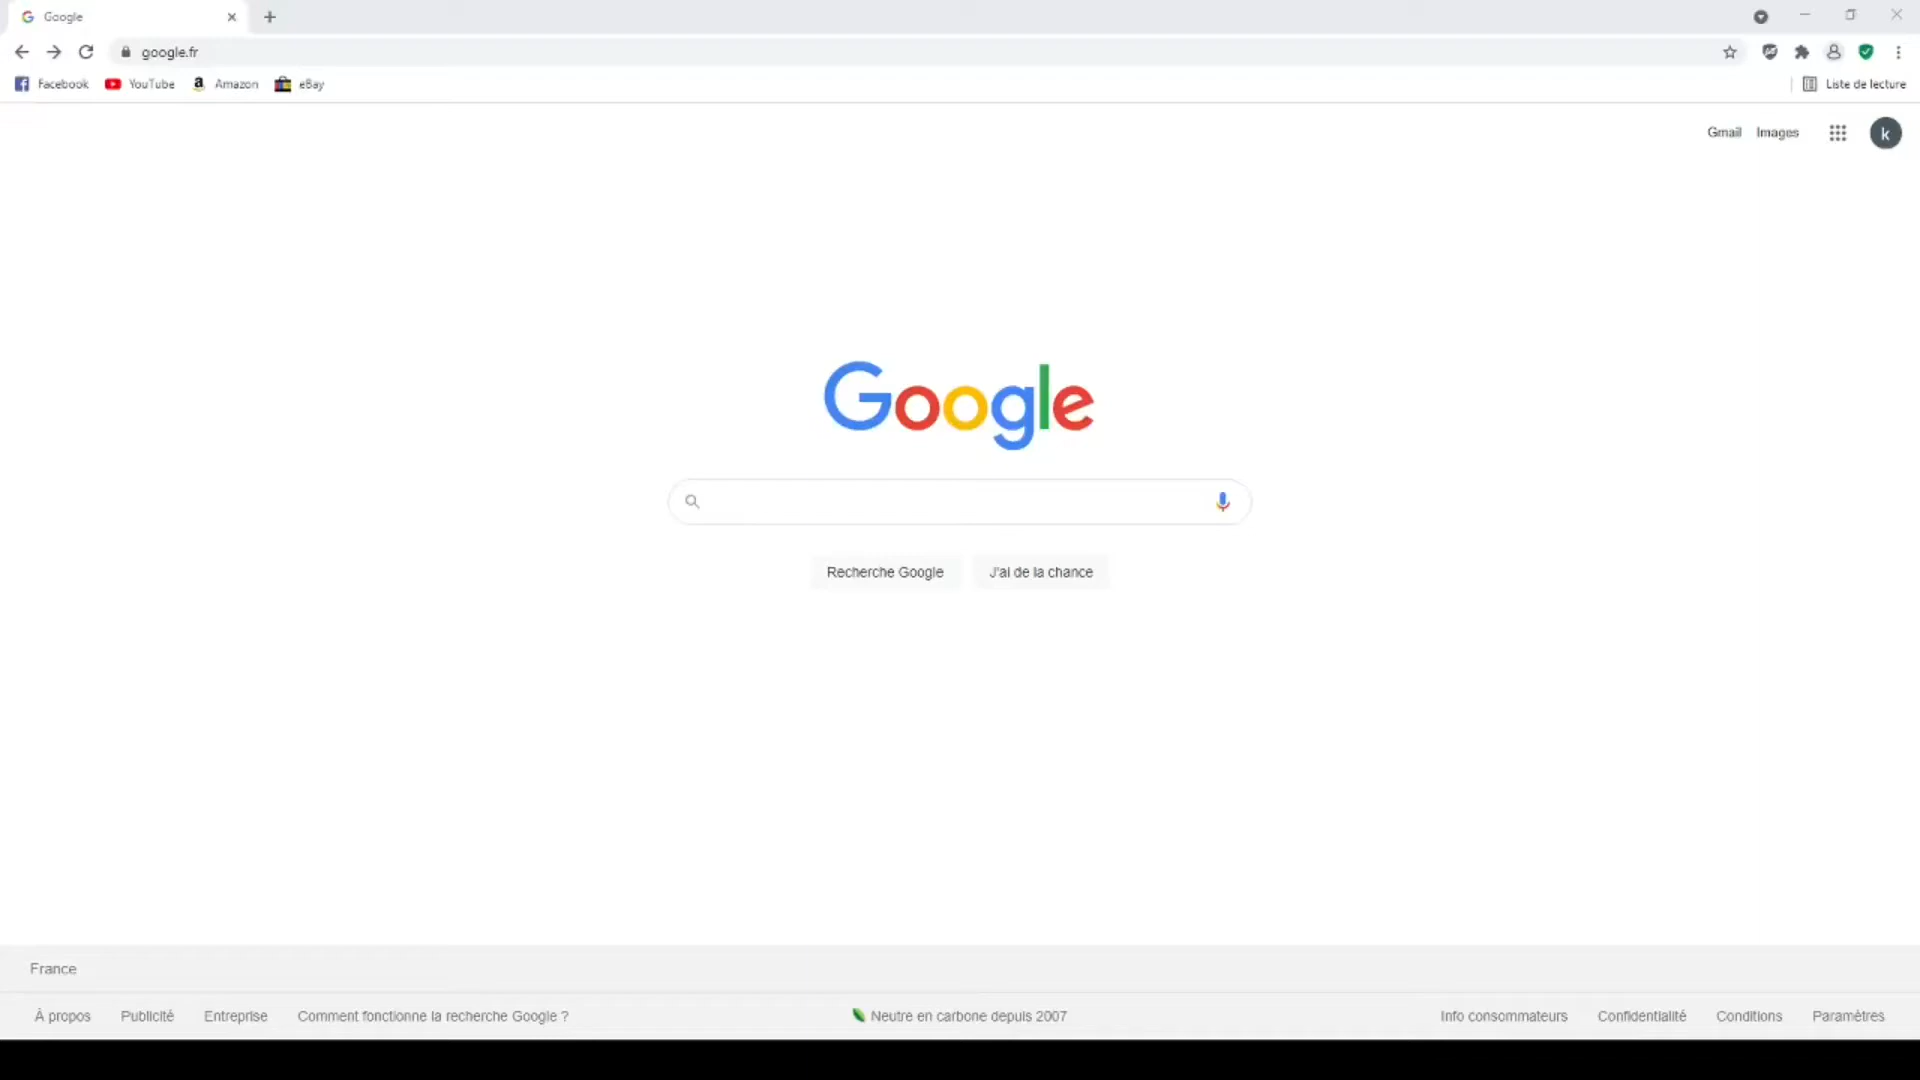 Google
google.fr
Facebook YouTube Amazon eBay Liste de lecture
Gmail Images k
Google
Recherche Google J'ai de la chance
France
À propos Publicité Entreprise Comment fonctionne la recherche Google ? Neutre en carbone depuis 2007 Info consommateurs Confidentialité Conditions Paramètres